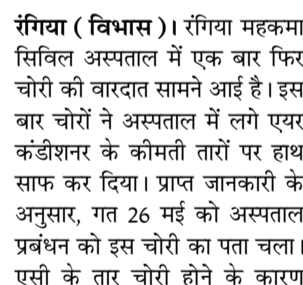 रंगिया ( विभास )। रंगिया महकमा
सिविल अस्पताल में एक बार फिर
चोरी की वारदात सामने आई है। इस
बार चोरों ने अस्पताल में लगे एयर
कंडीशनर के कीमती तारों पर हाथ
साफ कर दिया। प्राप्त जानकारी के
अनुसार, गत 26 मई को अस्पताल
प्रबंधन को इस चोरी का पता चला।
एसी के तार चोरी होने के कारण